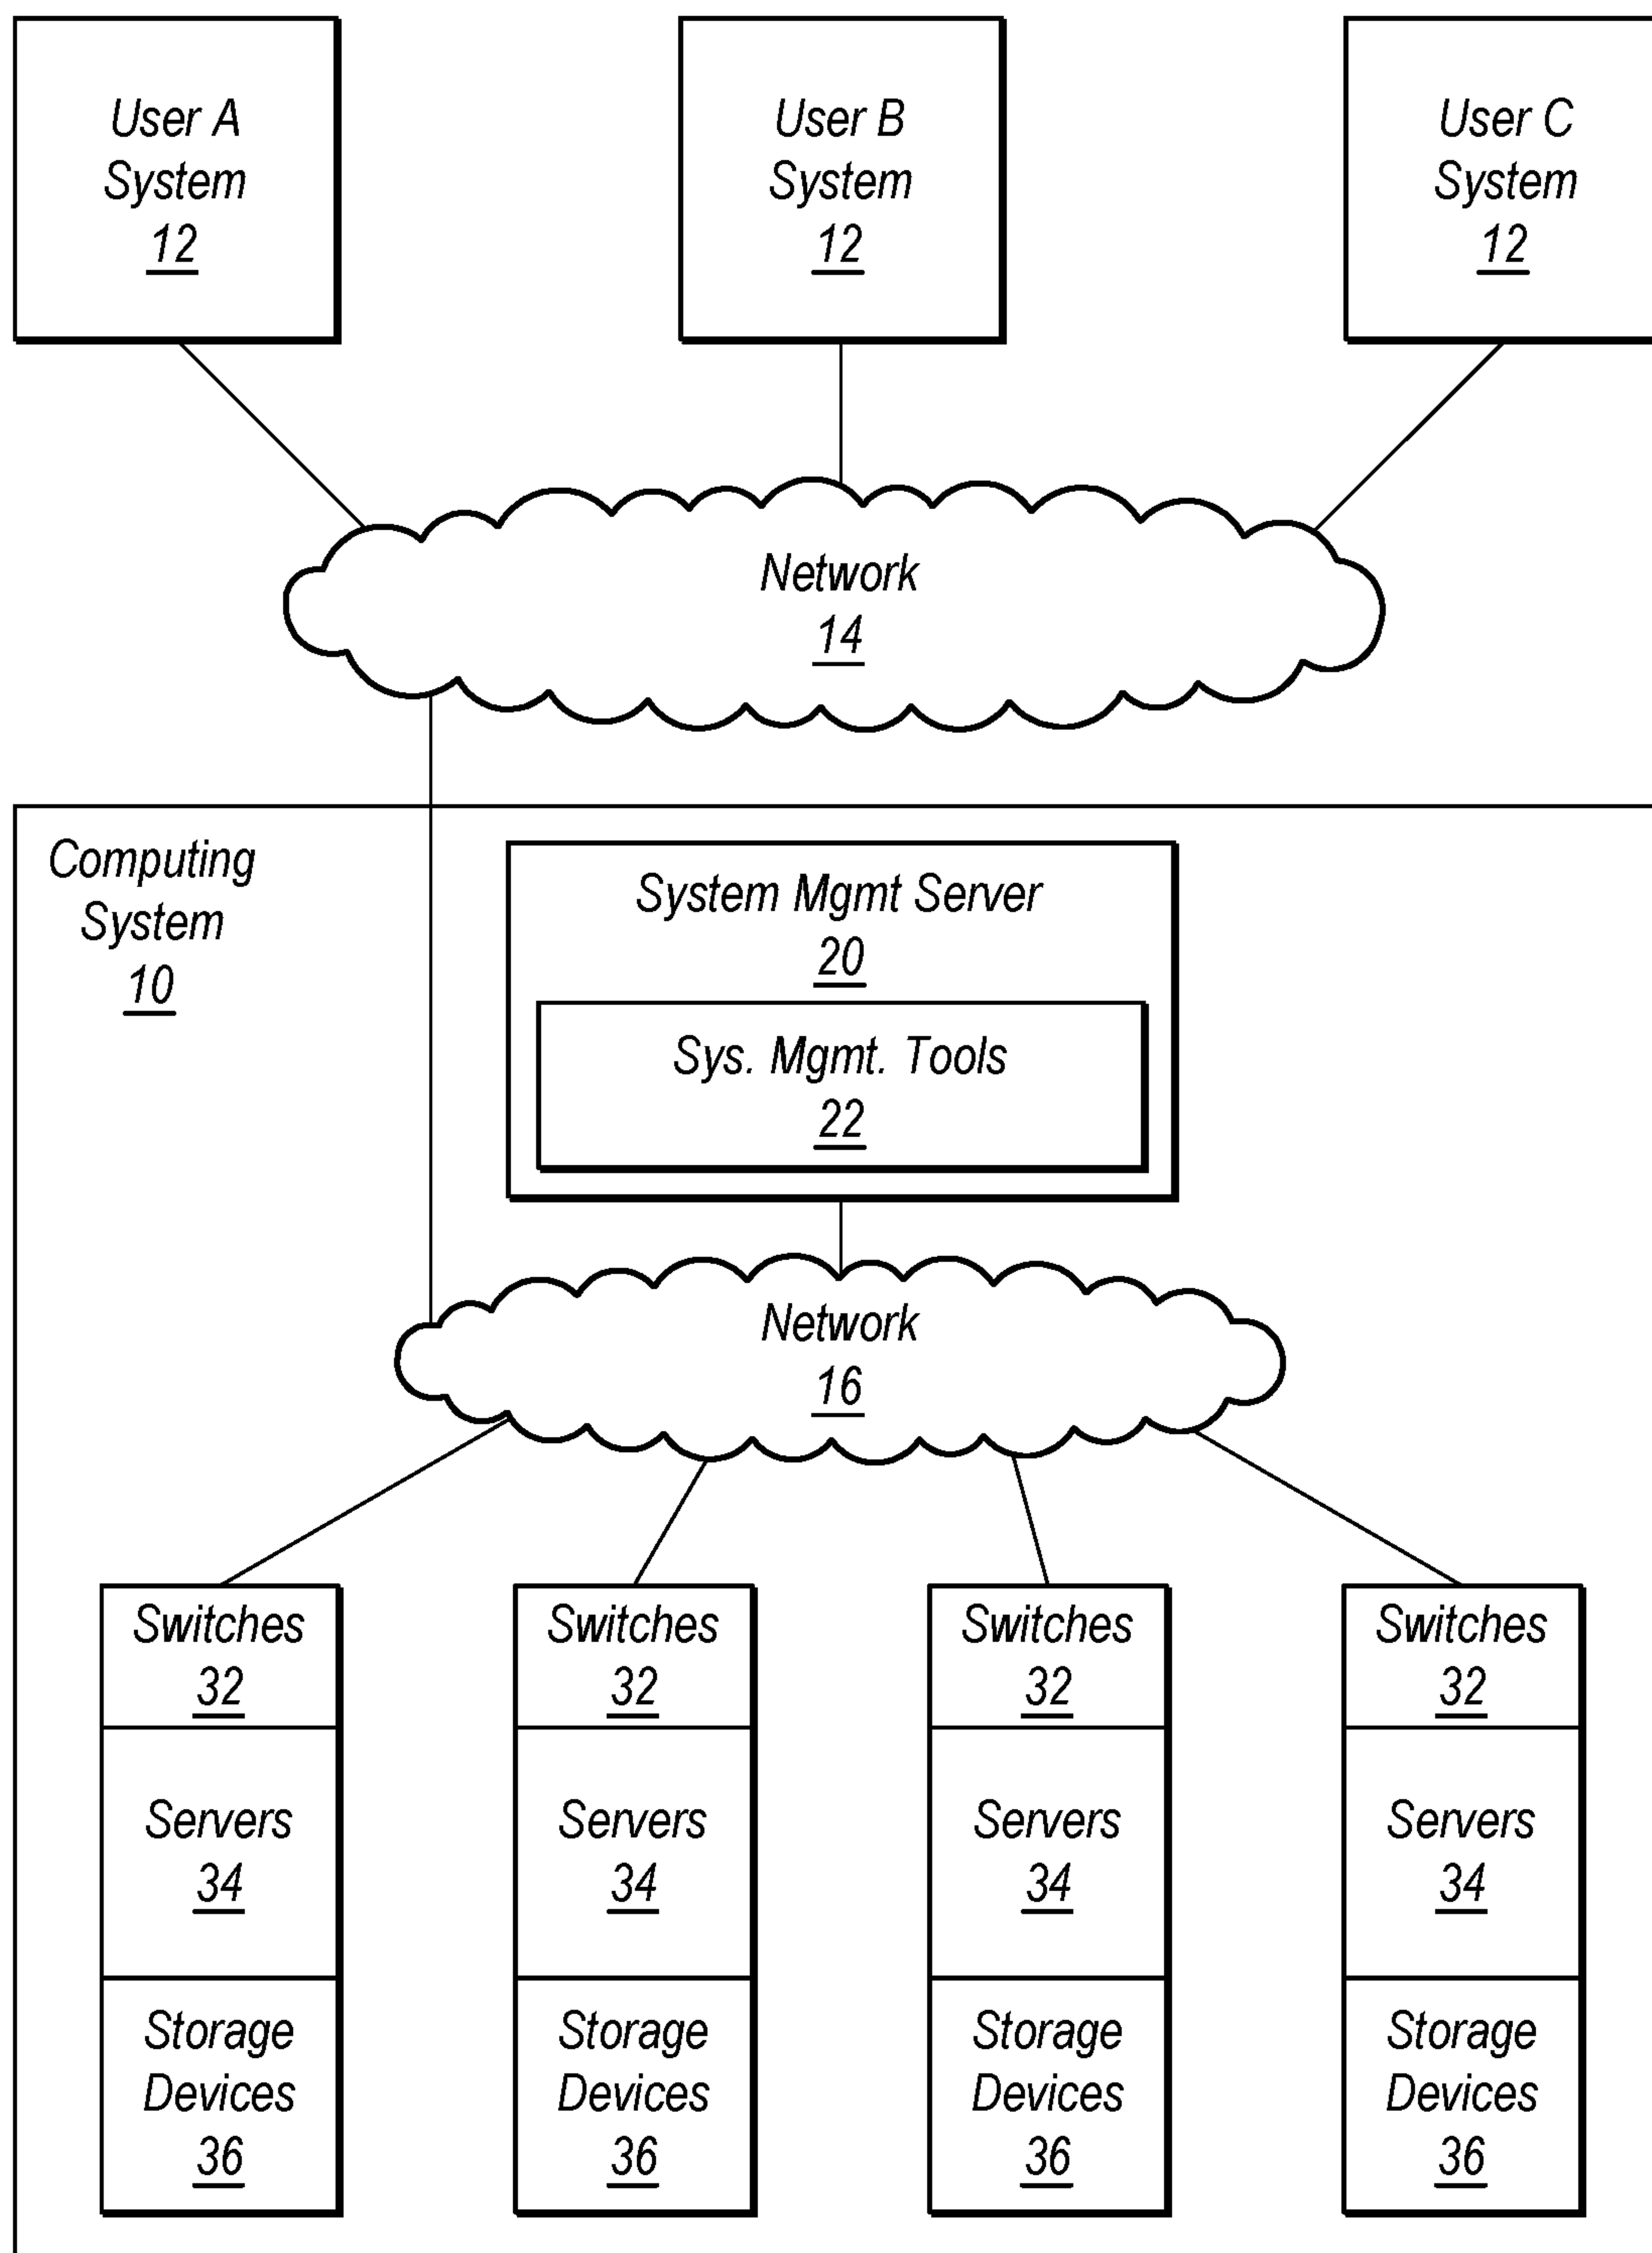 User A
System
12
User B
System
12
User C
System
12
Network
14
Computing
System
10
System Mgmt Server
20
Sys. Mgmt. Tools
22
Network
16
Switches
32
Servers
34
Storage
Devices
36
Switches
32
Servers
34
Storage
Devices
36
Switches
32
Servers
34
Storage
Devices
36
Switches
32
Servers
34
Storage
Devices
36